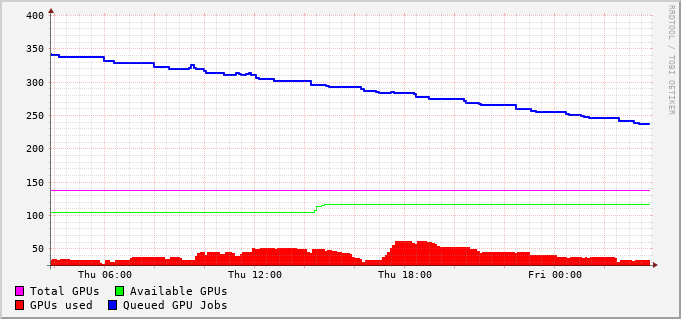 400
350
300
250
200
150
100
50
Thu 06:00 Thu 12:00 Thu 18:00 Fri 00:00
Total GPUs Available GPUs
GPUs used Queued GPU Jobs
RRDTOOL / TOBI OETIKER